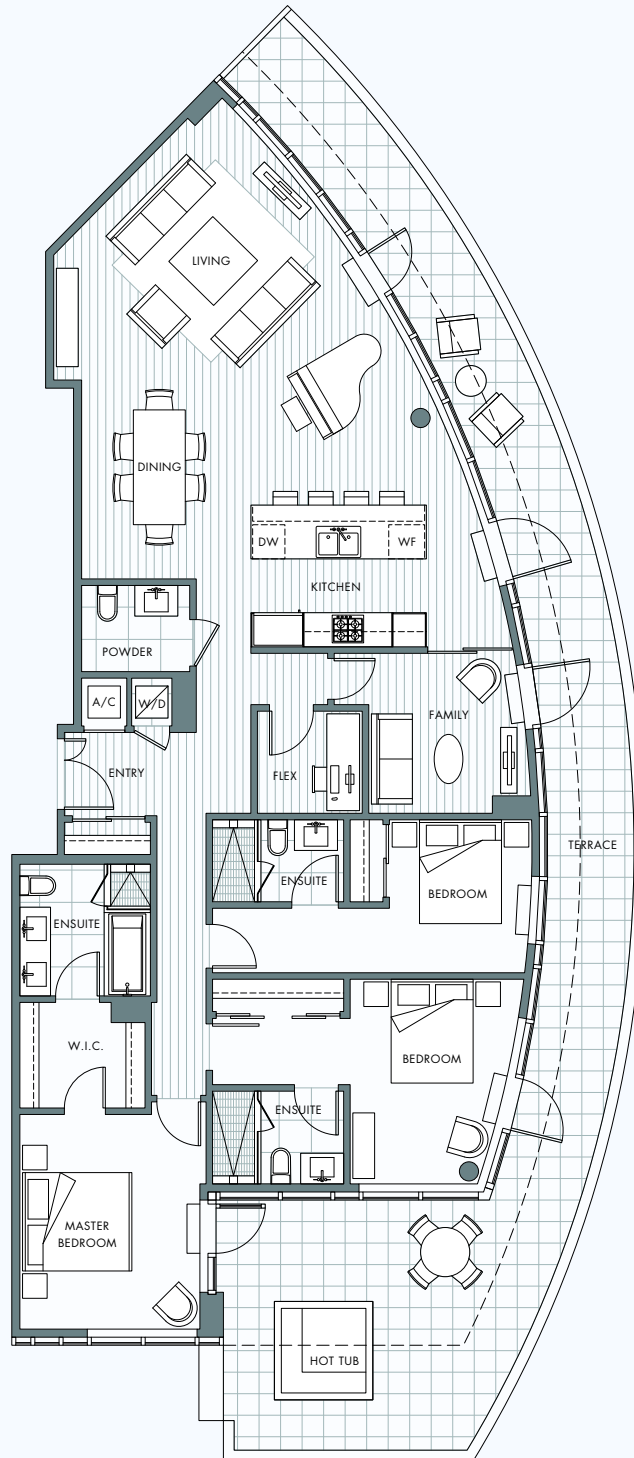 LIVING
DINING
DW
WF
KITCHEN
POWDER
A/C
W/D
FAMILY
ENTRY
FLEX
TERRACE
ENSUITE
BEDROOM
ENSUITE
W.I.C.
BEDROOM
ENSUITE
MASTER
BEDROOM
HOT TUB